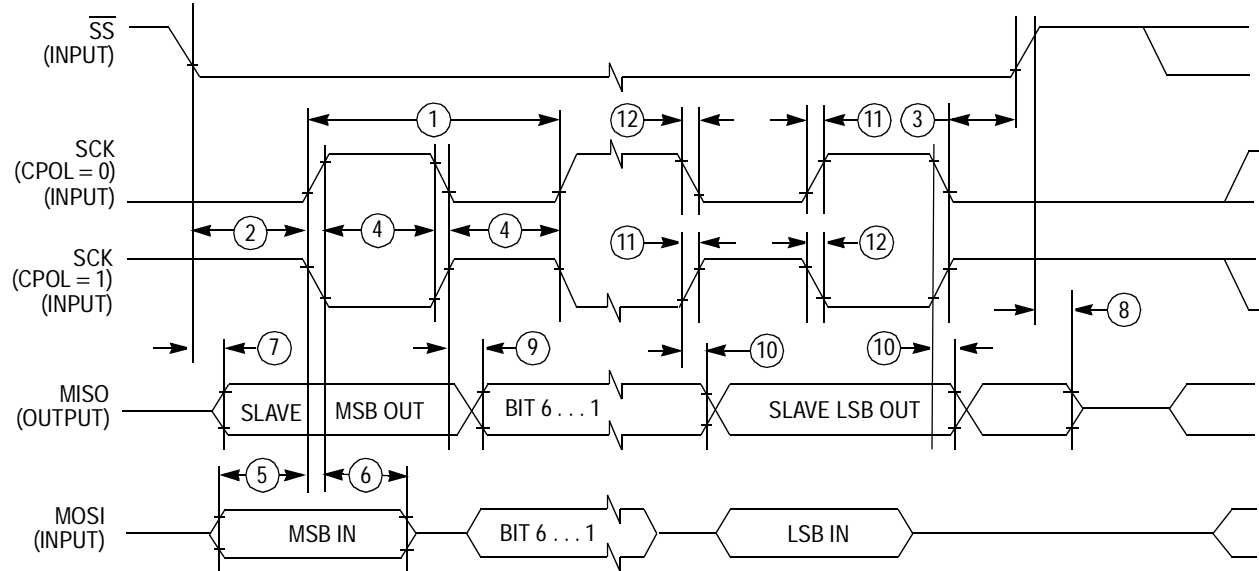 SS
(INPUT)
1
12
11
3
SCK
(CPOL = 0)
(INPUT)
2
4
4
11
12
SCK
(CPOL = 1)
(INPUT)
8
7
9
10
10
MISO
(OUTPUT)
SLAVE MSB OUT
BIT 6 . . . 1
SLAVE LSB OUT
5
6
MOSI
(INPUT)
MSB IN
BIT 6 . . . 1
LSB IN